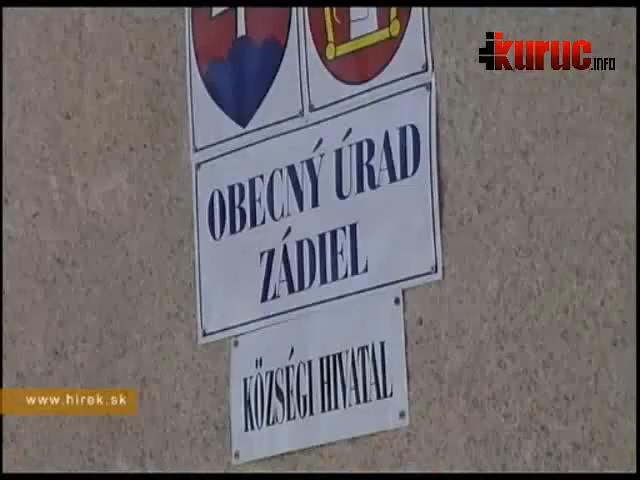 kuruc.info
OBECNÝ ÚRAD
ZÁDIEL
KÖZSÉGI HIVATAL
www.hirek.sk